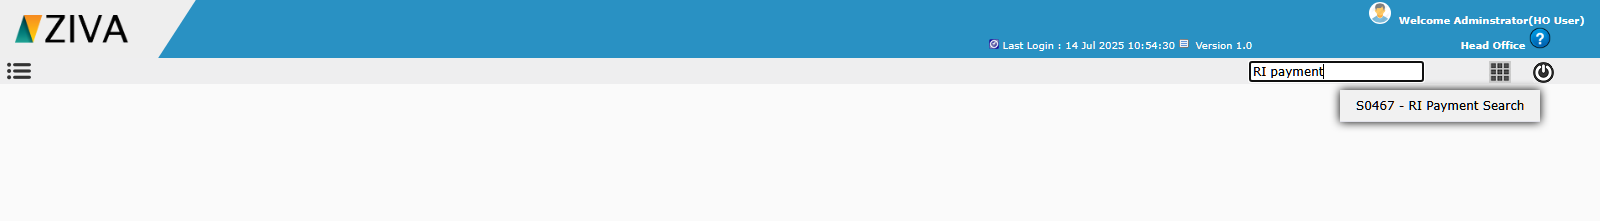 ZIVA
Welcome Adminstrator(HO User)
Last Login : 14 Jul 2025 10:54:30 Version 1.0
Head Office ?
RI payment
S0467 - RI Payment Search